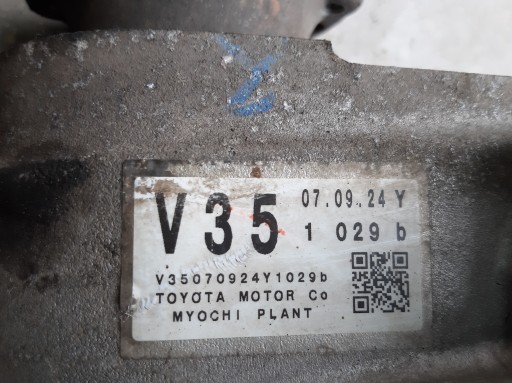 V35 07.09.24 Y
1 029 b
V35070924Y1029b
TOYOTA MOTOR Co
MYOCHI PLANT